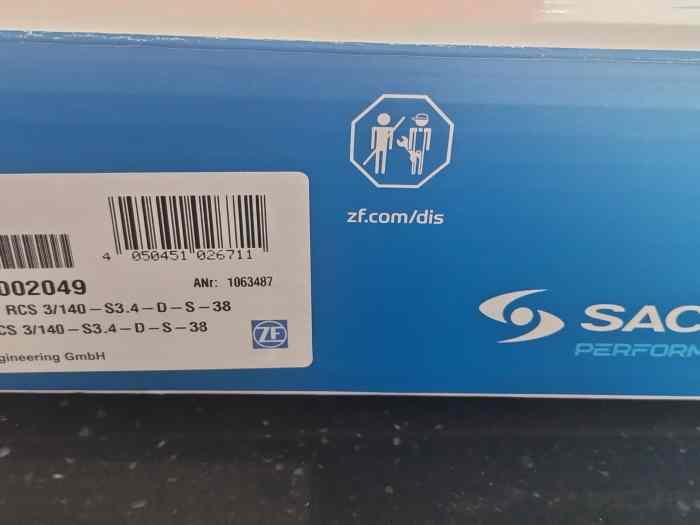 zf.com/dis
4 050451 026711
002049
ANr: 1063487
RCS 3/140-S3.4-D-S-38
CS 3/140-S3.4-D-S-38
ZF
gineering GmbH
SAC
PERFORM